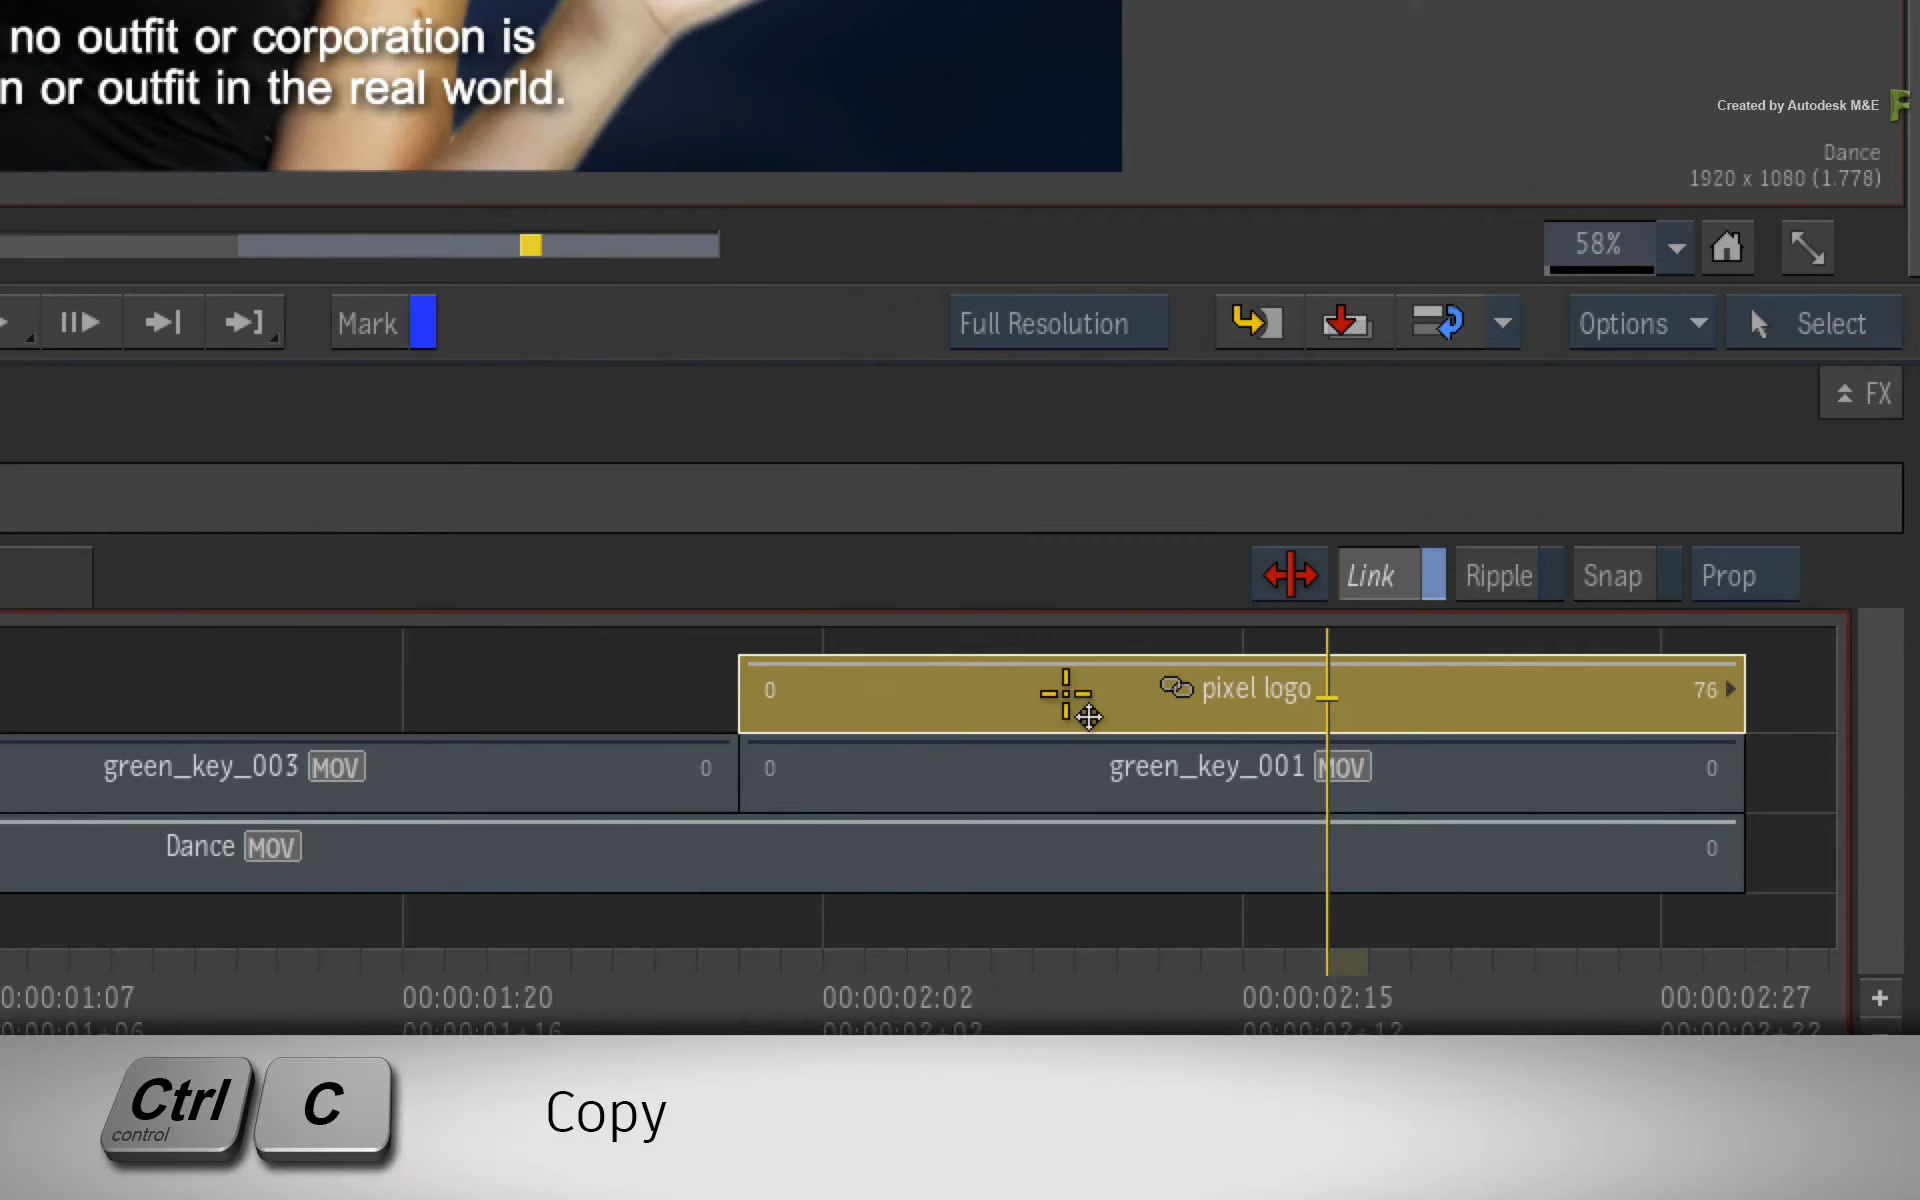 no outfit or corporation is
n or outfit in the real world.
Created by Autodesk M&E
Dance
1920 x 1080 (1.778)
58%
Mark
Full Resolution
Options
Select
FX
Link
Ripple
Snap
Prop
0
pixel logo
76
green_key_003 MOV
0
0
green_key_001 MOV
0
Dance MOV
0
0:00:01:07
00:00:01:20
00:00:02:02
00:00:02:15
00:00:02:27
Ctrl
control
C
Copy